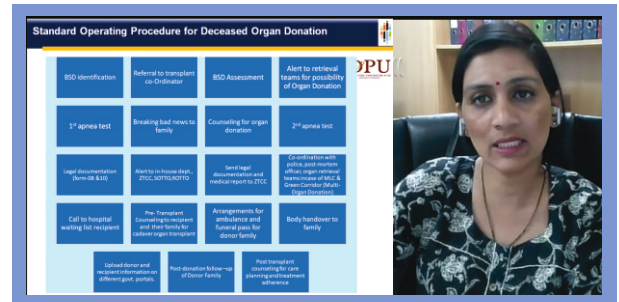 Standard Operating Procedure for Deceased Organ Donation
BSD identification
Referral to transplant
co-Ordinator
BSD Assessment
Alert to retrieval
teams for possibility
of Organ Donation
DPU
1st apnea test
Breaking bad news to
family
Counseling for organ
donation
2nd apnea test
Legal documentation
(form-08 &10)
Alert to in-house dept.,
ZTCC, SOTTO, ROTTO
Send legal
documentation and
medical report to ZTCC
Co-ordination with
police, post-mortem
officer, organ retrieval
teams incase of MLC &
Green Corridor (Multi-
Organ Donation)
Call to hospital
waiting list recipient
Pre- Transplant
Counseling to recipient
and their family for
cadaver organ transplant
Arrangements for
ambulance and
funeral pass for
donor family
Body handover to
family
Upload donor and
recipient information on
different govt. portals.
Post-donation follow-up
of Donor Family
Post transplant
counseling for care
planning and treatment
adherence